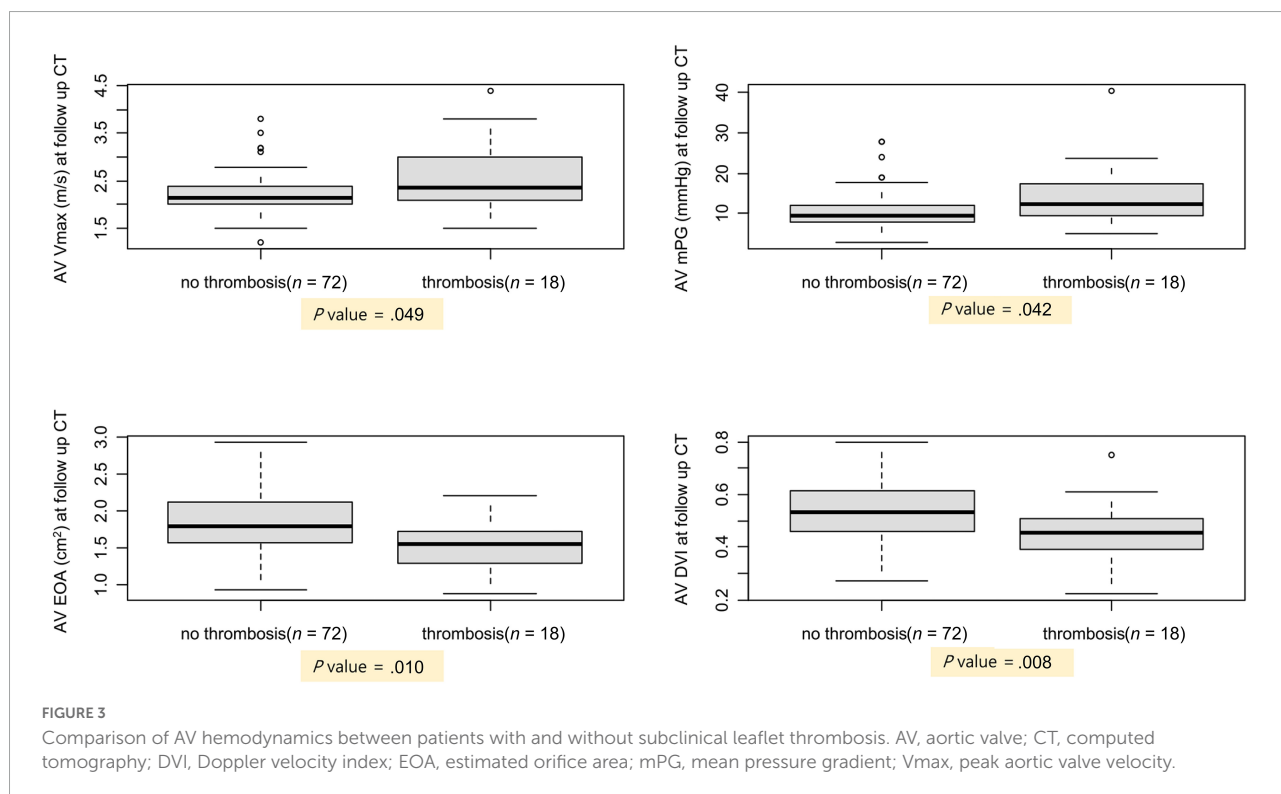 AV Vmax (m/s) at follow up CT
4.5
3.5
2.5
1.5
no thrombosis(n = 72)
thrombosis(n = 18)
P value = .049
AV mPG (mmHg) at follow up CT
40
30
20
10
no thrombosis(n = 72)
thrombosis(n = 18)
P value = .042
AV EOA (cm²) at follow up CT
3.0
2.5
2.0
1.5
1.0
no thrombosis(n = 72)
thrombosis(n = 18)
P value = .010
AV DVI at follow up CT
0.8
0.6
0.4
0.2
no thrombosis(n = 72)
thrombosis(n = 18)
P value = .008
FIGURE 3
Comparison of AV hemodynamics between patients with and without subclinical leaflet thrombosis. AV, aortic valve; CT, computed
tomography; DVI, Doppler velocity index; EOA, estimated orifice area; mPG, mean pressure gradient; Vmax, peak aortic valve velocity.